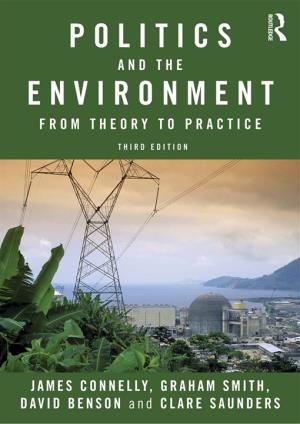 ROUTLEDGE
POLITICS
AND THE
ENVIRONMENT
FROM THEORY TO PRACTICE
THIRD EDITION
JAMES CONNELLY, GRAHAM SMITH,
DAVID BENSON and CLARE SAUNDERS